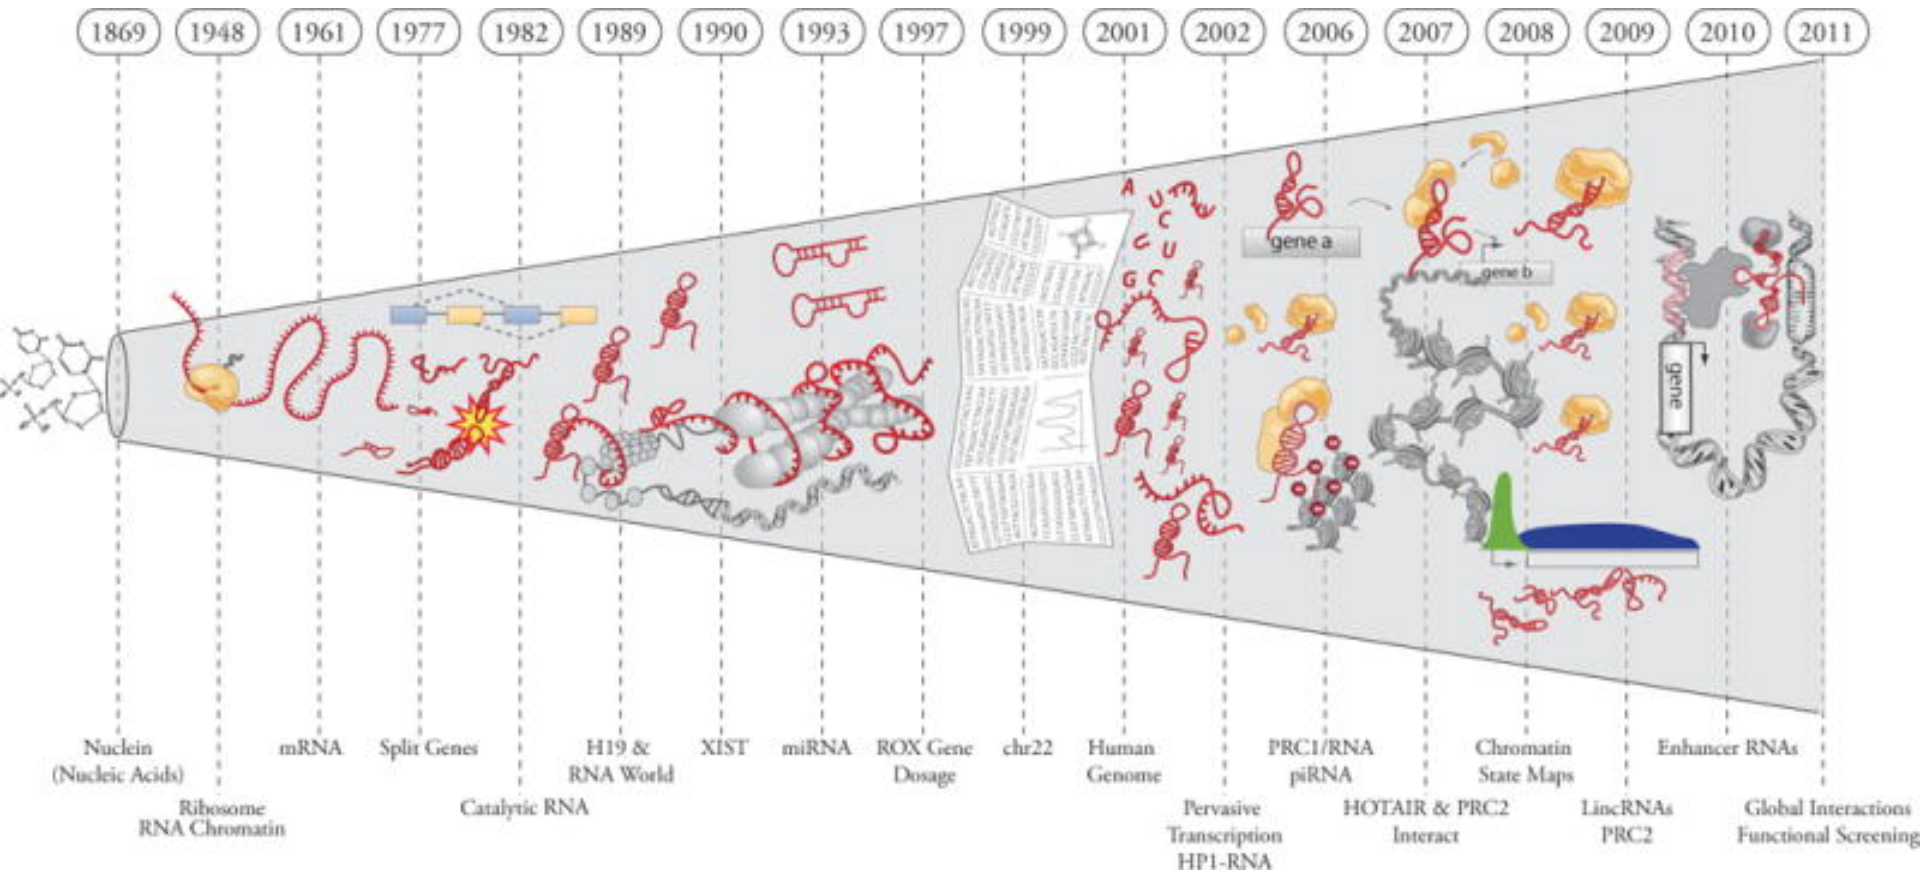 1869 1948 1961 1977 1982 1989 1990 1993 1997 1999 2001 2002 2006 2007 2008 2009 2010 2011
A
U
C
G U
G C
gene a
gene b
gene
Nuclein
(Nucleic Acids)
Ribosome
RNA Chromatin
mRNA
Split Genes
Catalytic RNA
H19 &
RNA World
XIST
miRNA
ROX Gene
Dosage
chr22
Human
Genome
Pervasive
Transcription
HP1-RNA
PRC1/RNA
piRNA
HOTAIR & PRC2
Interact
Chromatin
State Maps
LincRNAs
PRC2
Enhancer RNAs
Global Interactions
Functional Screening